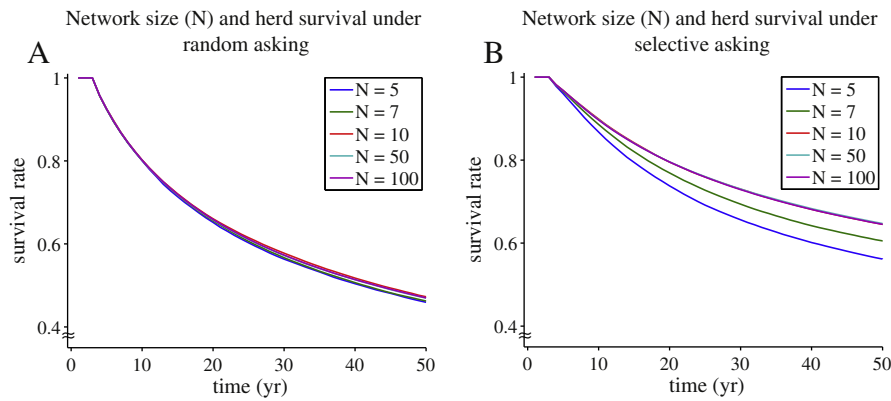 Network size (N) and herd survival under
random asking
A
1
0.8
0.6
0.4
survival rate
N = 5
N = 7
N = 10
N = 50
N = 100
0
10
20
30
40
50
time (yr)
Network size (N) and herd survival under
selective asking
B
1
0.8
0.6
0.4
survival rate
N = 5
N = 7
N = 10
N = 50
N = 100
0
10
20
30
40
50
time (yr)